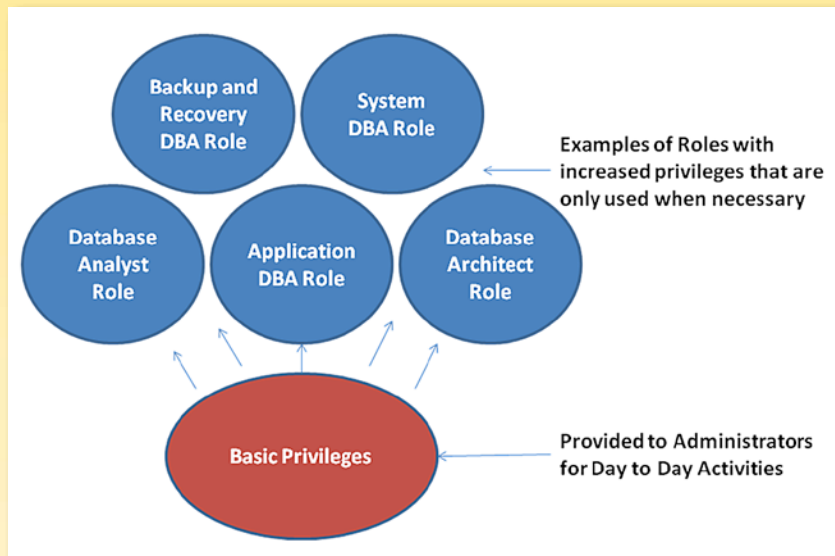 Backup and
Recovery
DBA Role
System
DBA Role
Examples of Roles with
increased privileges that are
only used when necessary
Database
Analyst
Role
Application
DBA Role
Database
Architect
Role
Basic Privileges
Provided to Administrators
for Day to Day Activities